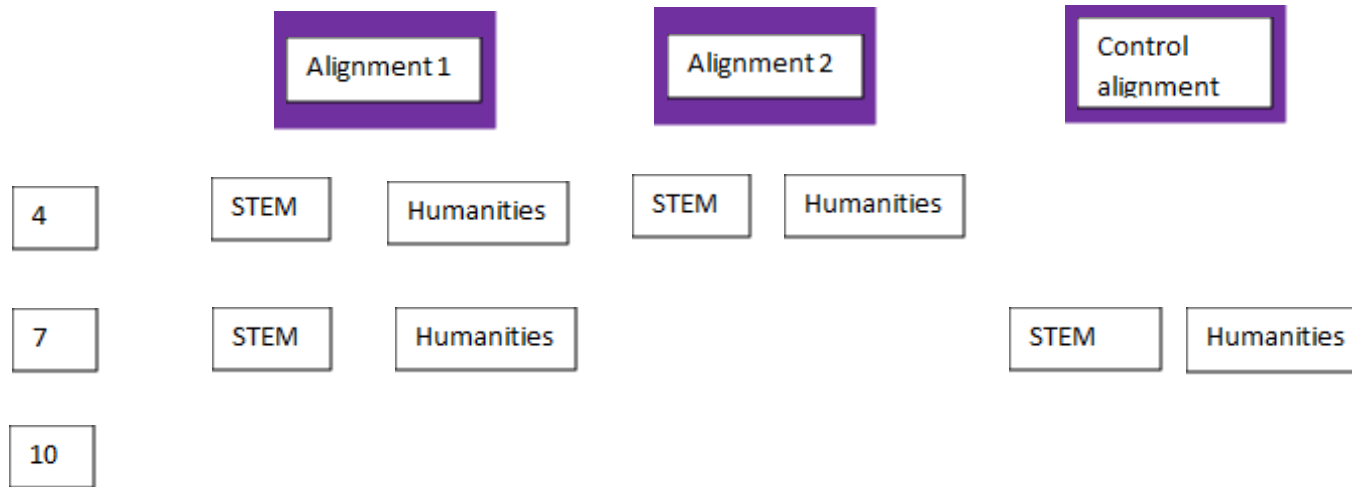 Alignment 1
Alignment 2
Control
alignment
4
STEM
Humanities
STEM
Humanities
7
STEM
Humanities
STEM
Humanities
10